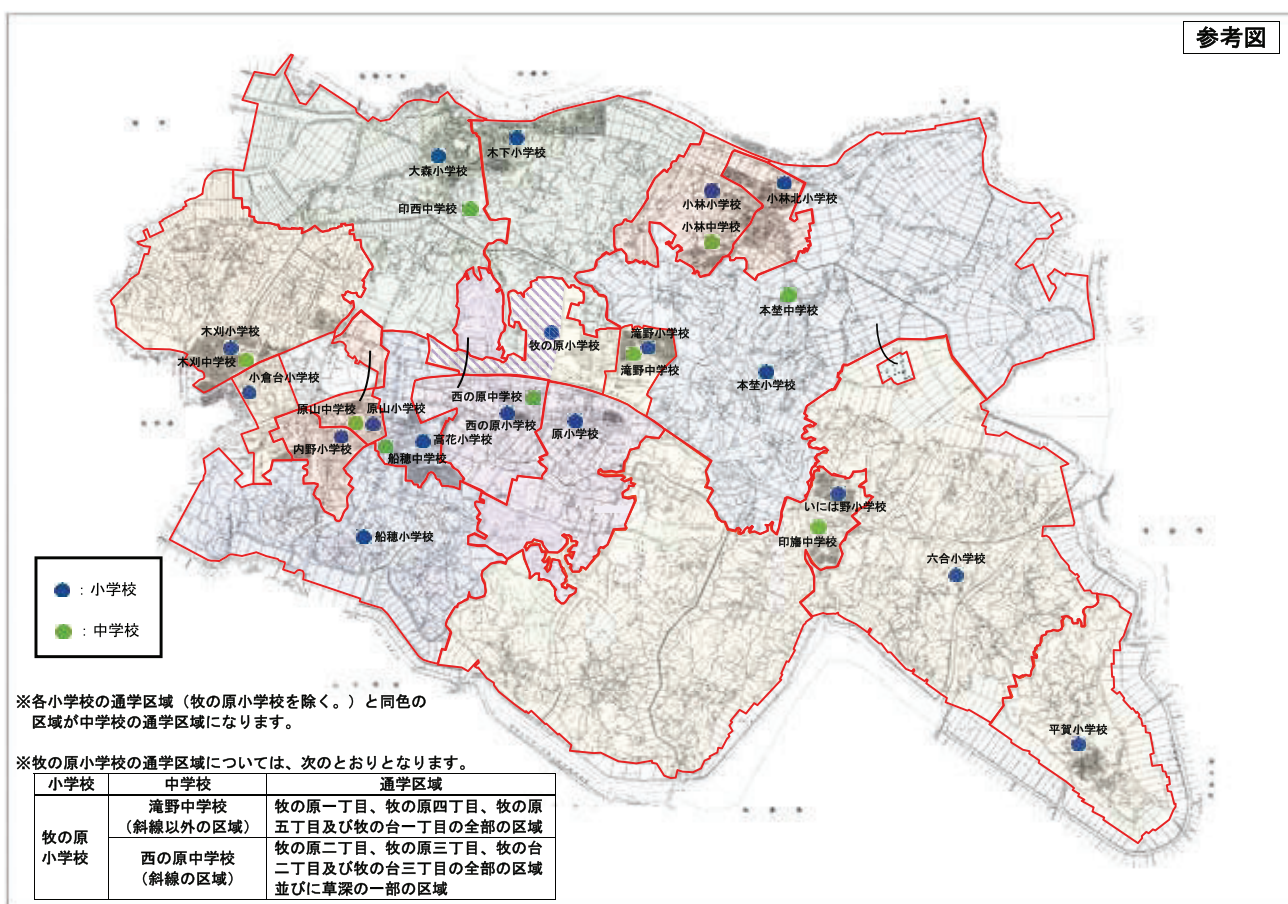 参考図
木下小学校
大森小学校
印西中学校
小林小学校
小林北小学校
小林中学校
本埜中学校
木刈小学校
木刈中学校
小倉台小学校
牧の原小学校
滝野小学校
滝野中学校
本埜小学校
原山中学校
原山小学校
内野小学校
西の原中学校
西の原小学校
原小学校
高花小学校
船穂中学校
いには野小学校
印旛中学校
船穂小学校
六合小学校
平賀小学校
：小学校
：中学校
※各小学校の通学区域（牧の原小学校を除く。）と同色の
区域が中学校の通学区域になります。
※牧の原小学校の通学区域については、次のとおりとなります。
小学校 中学校 通学区域
牧の原
小学校
滝野中学校
（斜線以外の区域）
牧の原一丁目、牧の原四丁目、牧の原
五丁目及び牧の台一丁目の全部の区域
西の原中学校
（斜線の区域）
牧の原二丁目、牧の原三丁目、牧の台
二丁目及び牧の台三丁目の全部の区域
並びに草深の一部の区域